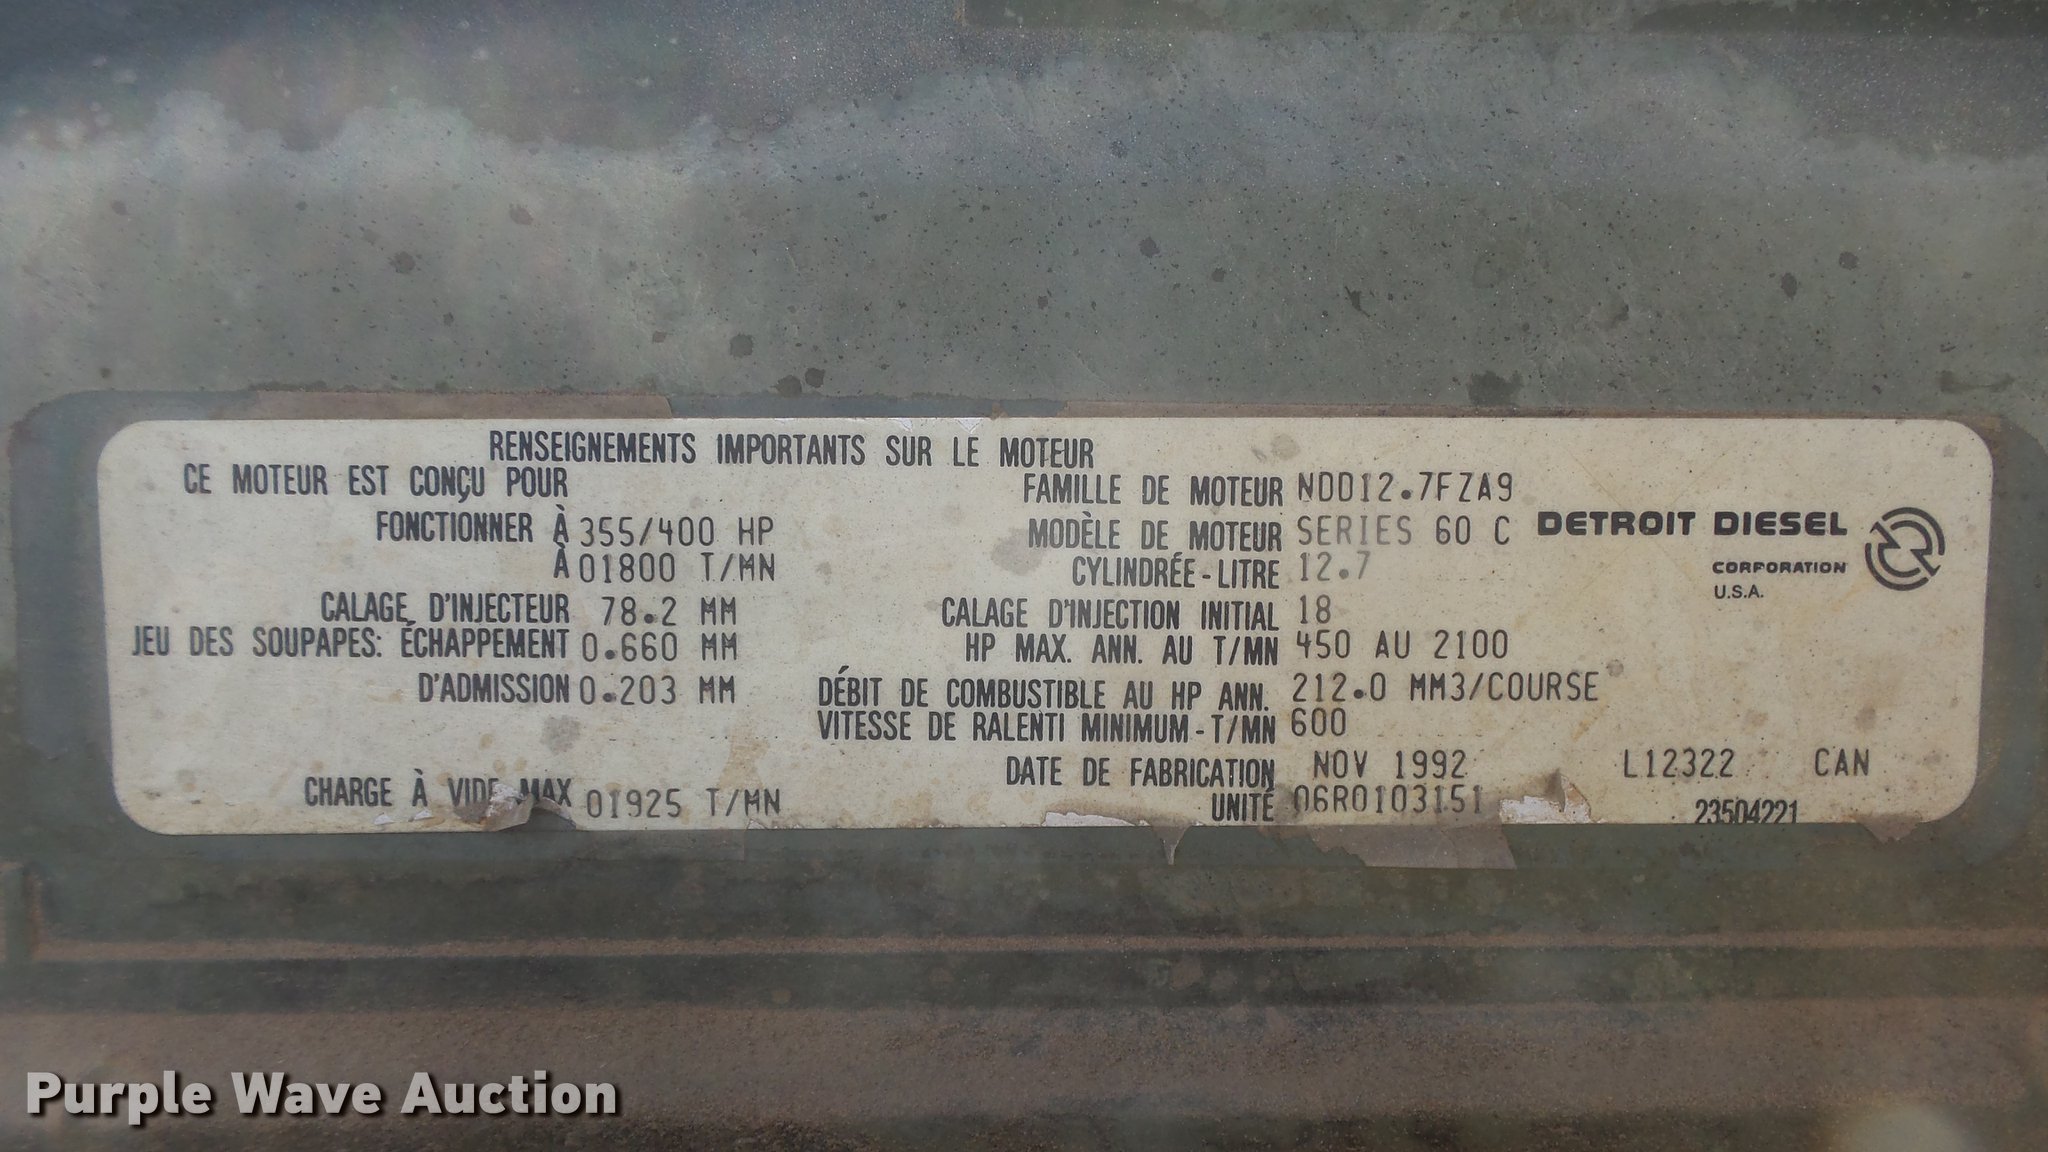 RENSEIGNEMENTS IMPORTANTS SUR LE MOTEUR
CE MOTEUR EST CONÇU POUR
FONCTIONNER À 355/400 HP
À 01800 T/MN
CALAGE D'INJECTEUR 78.2 MM
JEU DES SOUPAPES: ÉCHAPPEMENT 0.660 MM
D'ADMISSION 0.203 MM
CHARGE À VIDE MAX 01925 T/MN
FAMILLE DE MOTEUR NDD12.7FZA9
MODÈLE DE MOTEUR SERIES 60 C
CYLINDRÉE-LITRE 12.7
CALAGE D'INJECTION INITIAL 18
HP MAX. ANN. AU T/MN 450 AU 2100
DÉBIT DE COMBUSTIBLE AU HP ANN. 212.0 MM3/COURSE
VITESSE DE RALENTI MINIMUM-T/MN 600
DATE DE FABRICATION NOV 1992 L12322 CAN
UNITÉ 06R0103151 23504221
DETROIT DIESEL
CORPORATION
U.S.A.
Purple Wave Auction